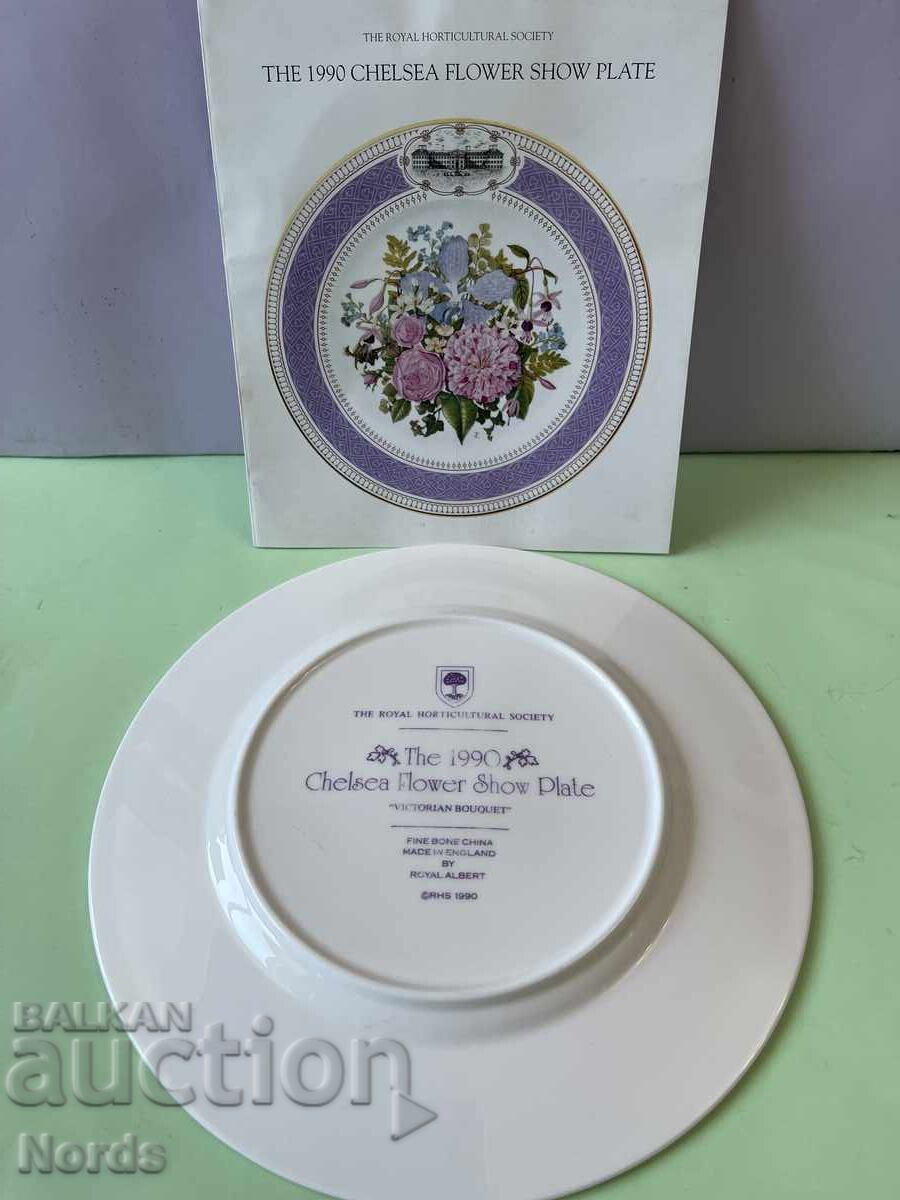 THE ROYAL HORTICULTURAL SOCIETY
THE 1990 CHELSEA FLOWER SHOW PLATE
THE ROYAL HORTICULTURAL SOCIETY
The 1990
Chelsea Flower Show Plate
"VICTORIAN BOUQUET"
FINE BONE CHINA
MADE IN ENGLAND
BY
ROYAL ALBERT
©RHS 1990
BALKAN
auction
Nords